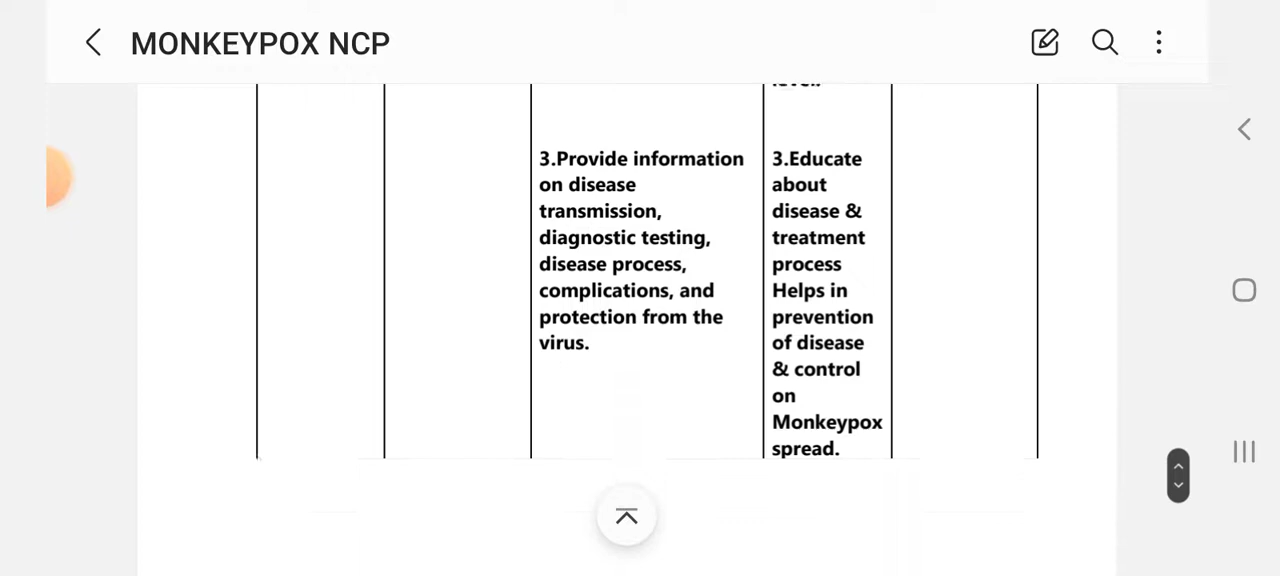 MONKEYPOX NCP
3.Provide information
on disease
transmission,
diagnostic testing,
disease process,
complications, and
protection from the
virus.
3.Educate
about
disease &
treatment
process
Helps in
prevention
of disease
& control
on
Monkeypox
spread.